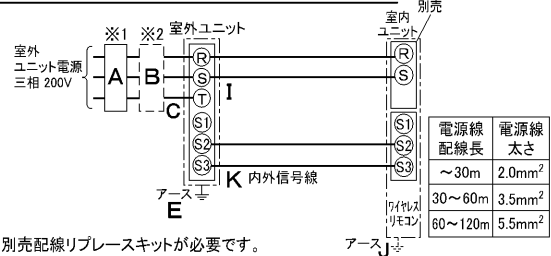 別売
※1 ※2 室外ユニット 室内ユニット
室外
ユニット電源
三相 200V
A B C
R
S
T
S1
S2
S3
I
R
S
S1
S2
S3
K 内外信号線
アース
E
ワイヤレス
リモコン
アース J
電源線配線長 電源線太さ
～30m 2.0mm²
30～60m 3.5mm²
60～120m 5.5mm²
別売配線リプレースキットが必要です。